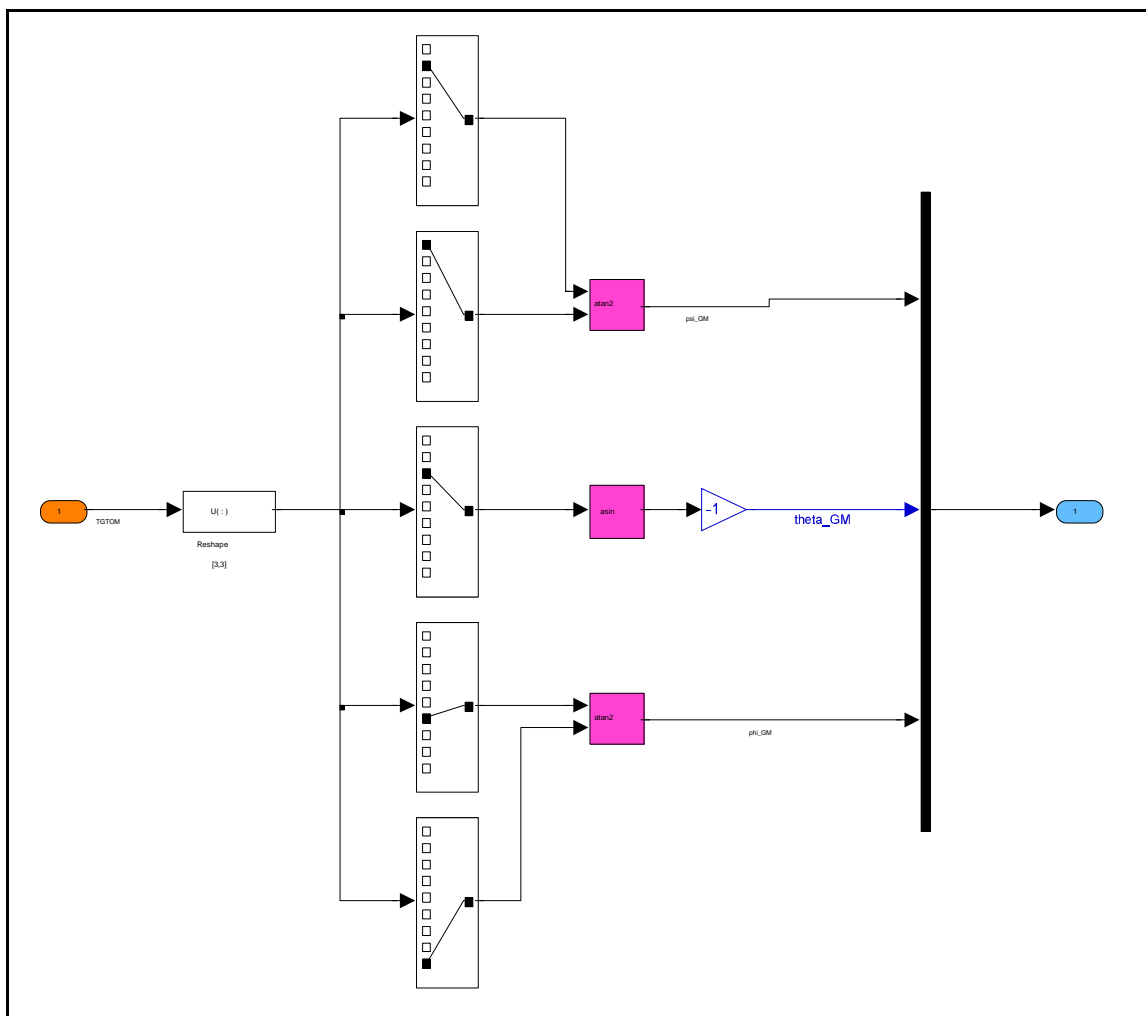 atan2
psi_GM
1
TGTOM
U( : )
Reshape
[3,3]
asin
-1
theta_GM
1
atan2
phi_GM